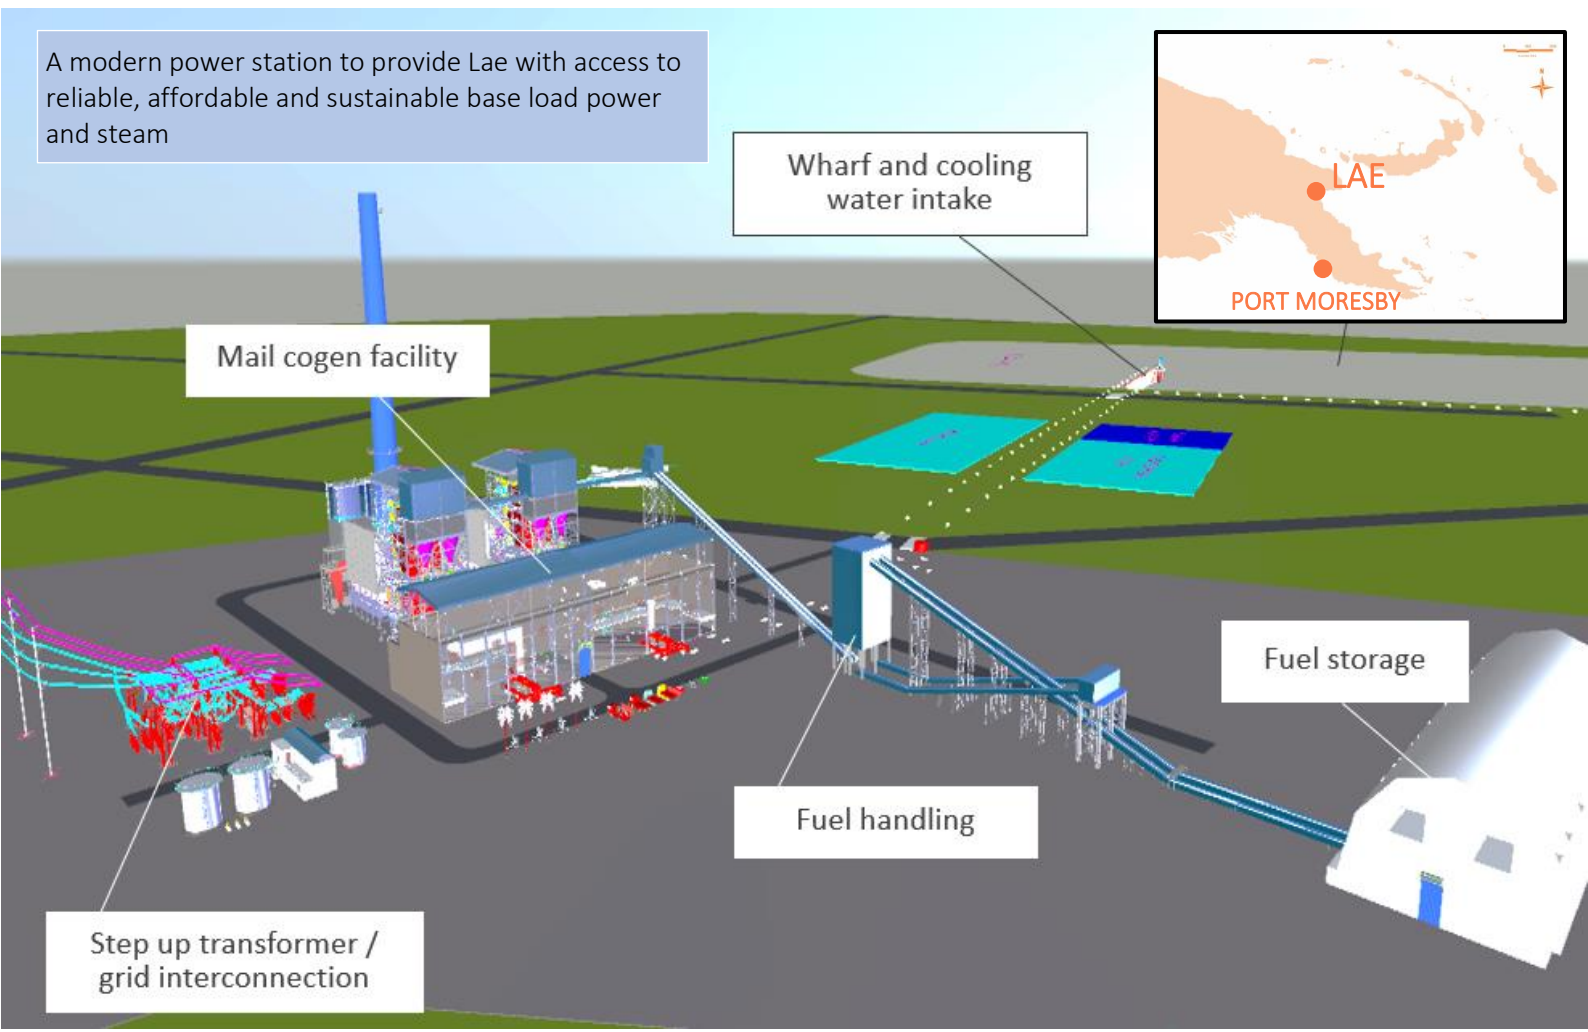 A modern power station to provide Lae with access to
reliable, affordable and sustainable base load power
and steam
Wharf and cooling
water intake
LAE
PORT MORESBY
Mail cogen facility
Fuel storage
Fuel handling
Step up transformer /
grid interconnection